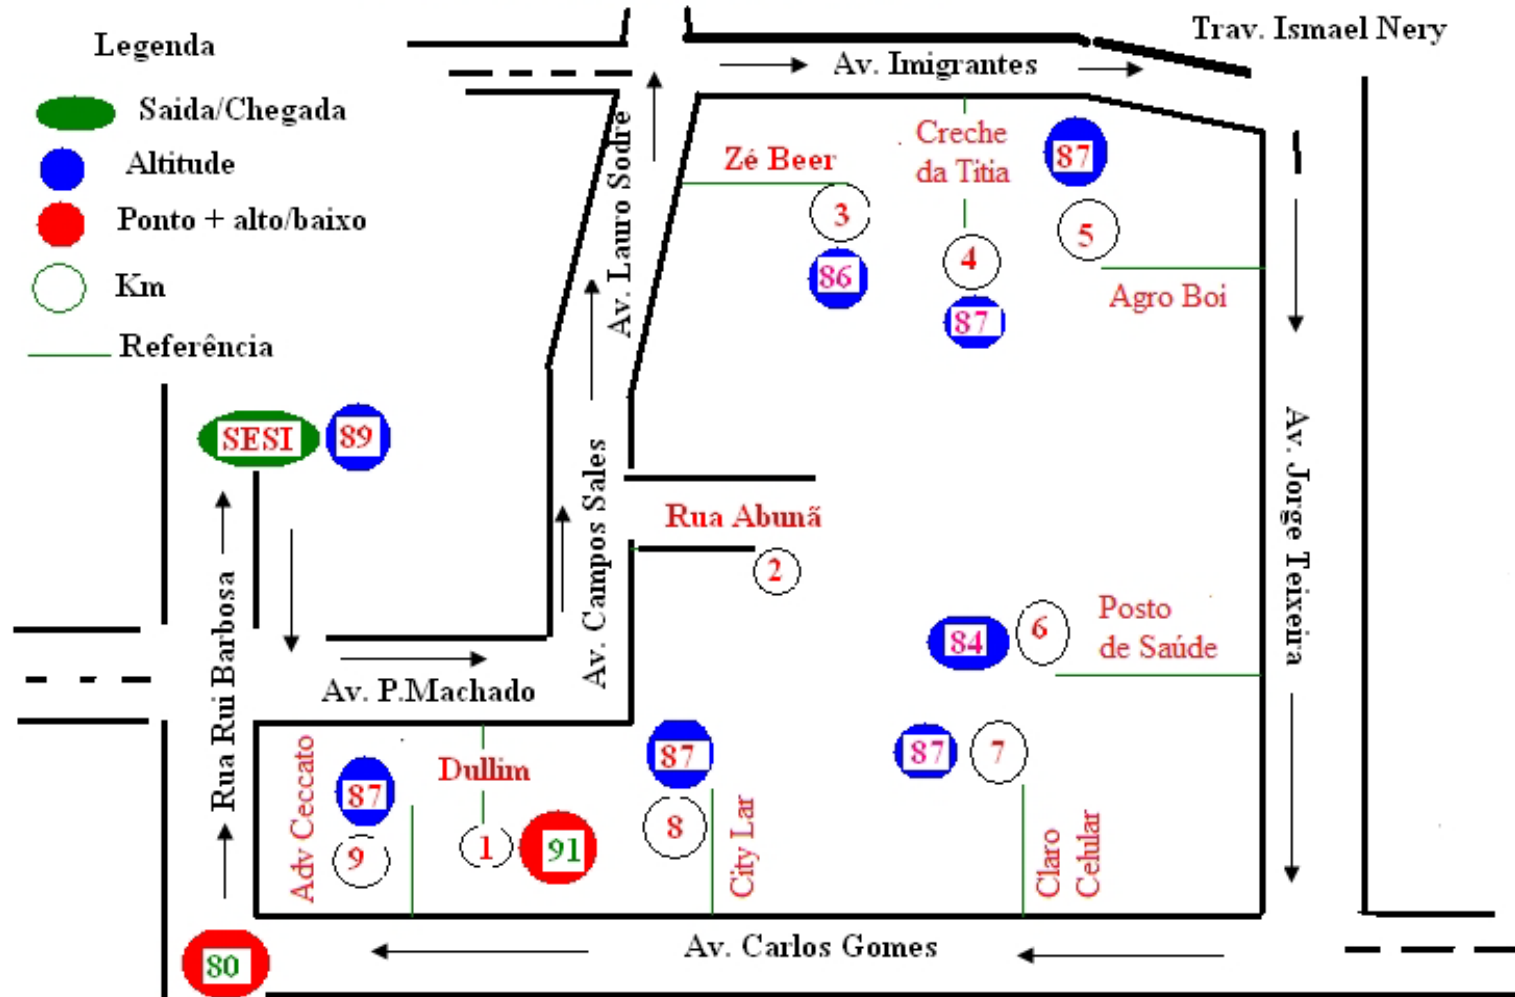 Legenda
Saida/Chegada
Altitude
Ponto + alto/baixo
Km
Referência
Trav. Ismael Nery
Av. Imigrantes
Av. Lauro Sodré
Zé Beer
3
86
Creche
da Titia
4
87
87
5
Agro Boi
SESI
89
Av. Campos Sales
Rua Abunã
2
Av. Jorge Teixeira
Rua Rui Barbosa
Av. P.Machado
84
6
Posto
de Saúde
Adv Ceccato
87
9
Dullim
1
91
87
8
City Lar
87
7
Claro
Celular
80
Av. Carlos Gomes